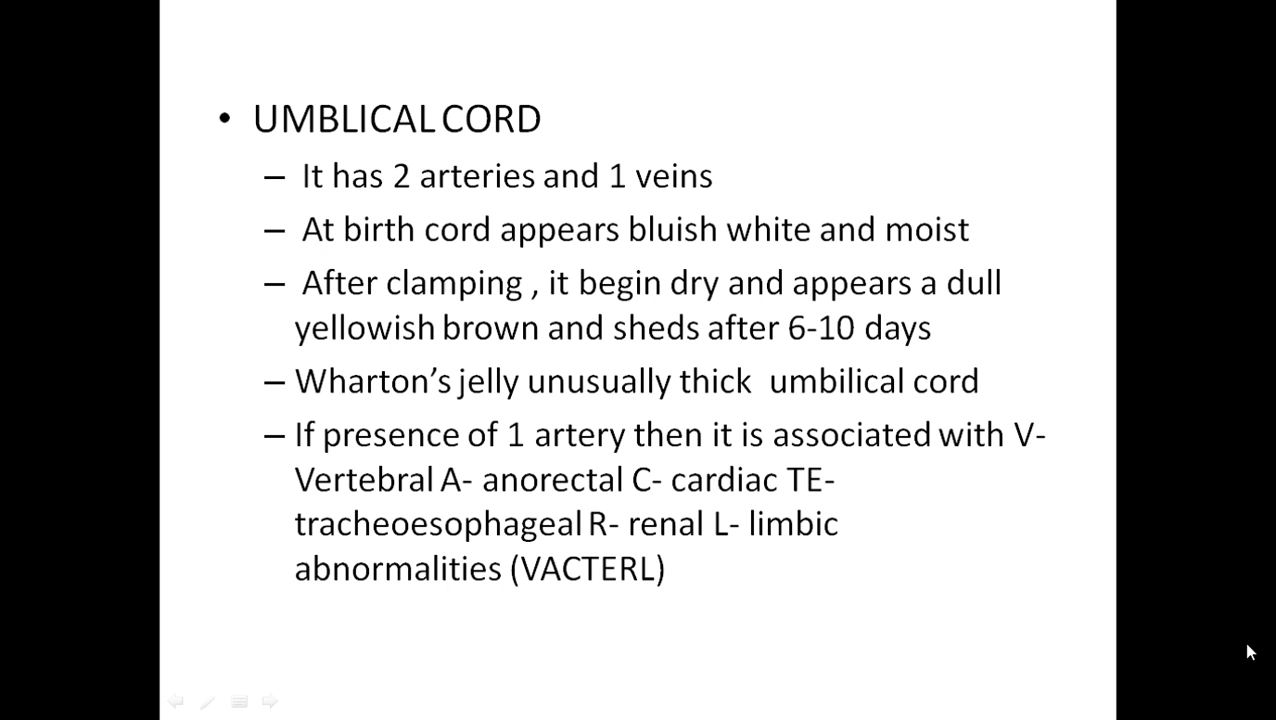 • UMBLICAL CORD
– It has 2 arteries and 1 veins
– At birth cord appears bluish white and moist
– After clamping , it begin dry and appears a dull
yellowish brown and sheds after 6-10 days
– Wharton’s jelly unusually thick umbilical cord
– If presence of 1 artery then it is associated with V-
Vertebral A- anorectal C- cardiac TE-
tracheoesophageal R- renal L- limbic
abnormalities (VACTERL)